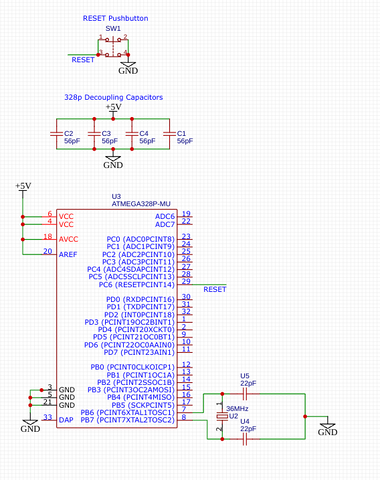 RESET Pushbutton
SW1
1 2
3 4
RESET
GND
328p Decoupling Capacitors
+5V
C2 56pF
C3 56pF
C4 56pF
C1 56pF
GND
+5V
U3
ATMEGA328P-MU
6 VCC
4 VCC
18 AVCC
20 AREF
3 GND
5 GND
21 GND
33 DAP
GND
ADC6 19
ADC7 22
PC0 (ADC0PCINT8) 23
PC1 (ADC1PCINT9) 24
PC2 (ADC2PCINT10) 25
PC3 (ADC3PCINT11) 26
PC4 (ADC4SDAPCINT12) 27
PC5 (ADC5SCLPCINT13) 28
PC6 (RESETPCINT14) 29
RESET
PD0 (RXDPCINT16) 30
PD1 (TXDPCINT17) 31
PD2 (INT0PCINT18) 32
PD3 (PCINT19OC2BINT1) 1
PD4 (PCINT20XCKT0) 2
PD5 (PCINT21OC0BT1) 9
PD6 (PCINT22OC0AAIN0) 10
PD7 (PCINT23AIN1) 11
PB0 (PCINT0CLKOICP1) 12
PB1 (PCINT1OC1A) 13
PB2 (PCINT2SSOC1B) 14
PB3 (PCINT3OC2AMOSI) 15
PB4 (PCINT4MISO) 16
PB5 (SCKPCINT5) 17
PB6 (PCINT6XTAL1TOSC1) 7
PB7 (PCINT7XTAL2TOSC2) 8
U5
22pF
1
36MHz
U2
2
U4
22pF
GND